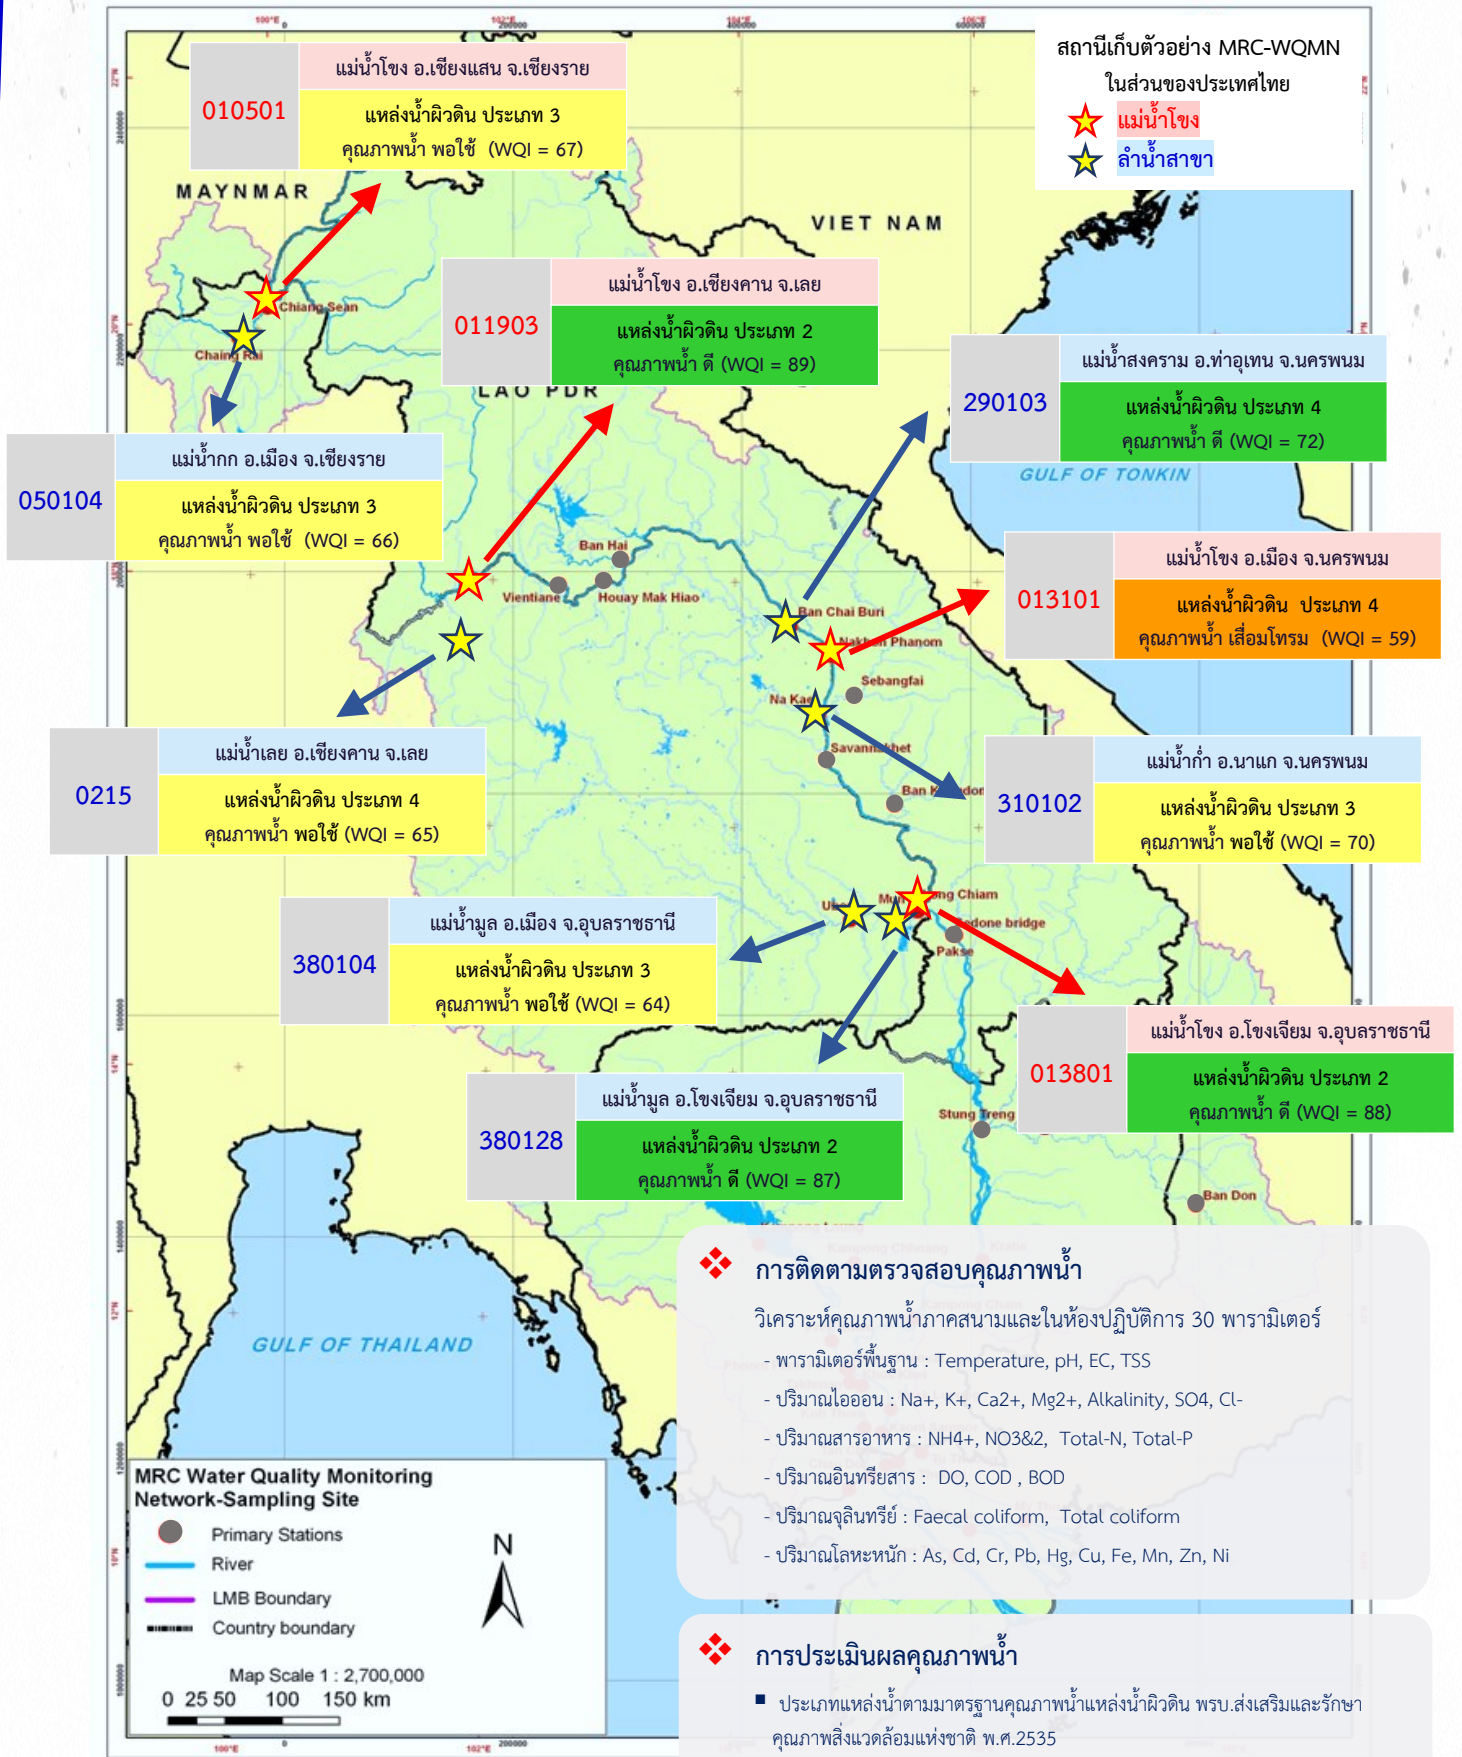 สถานีเก็บตัวอย่าง MRC-WQMN
ในส่วนของประเทศไทย
แม่น้ำโขง
ลำน้ำสาขา
100°E
0
102°E
200000
104°E
400000
106°E
600000
010501
แม่น้ำโขง อ.เชียงแสน จ.เชียงราย
แหล่งน้ำผิวดิน ประเภท 3
คุณภาพน้ำ พอใช้ (WQI = 67)
MAYNMAR
VIET NAM
Chiang Sean
Chaing Rai
011903
แม่น้ำโขง อ.เชียงคาน จ.เลย
แหล่งน้ำผิวดิน ประเภท 2
คุณภาพน้ำ ดี (WQI = 89)
LAO PDR
290103
แม่น้ำสงคราม อ.ท่าอุเทน จ.นครพนม
แหล่งน้ำผิวดิน ประเภท 4
คุณภาพน้ำ ดี (WQI = 72)
GULF OF TONKIN
050104
แม่น้ำกก อ.เมือง จ.เชียงราย
แหล่งน้ำผิวดิน ประเภท 3
คุณภาพน้ำ พอใช้ (WQI = 66)
Ban Hai
Vientiane
Houay Mak Hiao
Ban Chai Buri
Nakhon Phanom
013101
แม่น้ำโขง อ.เมือง จ.นครพนม
แหล่งน้ำผิวดิน ประเภท 4
คุณภาพน้ำ เสื่อมโทรม (WQI = 59)
Sebangfai
Na Kae
Savannakhet
0215
แม่น้ำเลย อ.เชียงคาน จ.เลย
แหล่งน้ำผิวดิน ประเภท 4
คุณภาพน้ำ พอใช้ (WQI = 65)
310102
แม่น้ำก่ำ อ.นาแก จ.นครพนม
แหล่งน้ำผิวดิน ประเภท 3
คุณภาพน้ำ พอใช้ (WQI = 70)
380104
แม่น้ำมูล อ.เมือง จ.อุบลราชธานี
แหล่งน้ำผิวดิน ประเภท 3
คุณภาพน้ำ พอใช้ (WQI = 64)
Pakse
013801
แม่น้ำโขง อ.โขงเจียม จ.อุบลราชธานี
แหล่งน้ำผิวดิน ประเภท 2
คุณภาพน้ำ ดี (WQI = 88)
380128
แม่น้ำมูล อ.โขงเจียม จ.อุบลราชธานี
แหล่งน้ำผิวดิน ประเภท 2
คุณภาพน้ำ ดี (WQI = 87)
Stung Treng
Ban Don
GULF OF THAILAND
การติดตามตรวจสอบคุณภาพน้ำ
วิเคราะห์คุณภาพน้ำภาคสนามและในห้องปฏิบัติการ 30 พารามิเตอร์
- พารามิเตอร์พื้นฐาน : Temperature, pH, EC, TSS
- ปริมาณไอออน : Na+, K+, Ca2+, Mg2+, Alkalinity, SO4, Cl-
- ปริมาณสารอาหาร : NH4+, NO3&2, Total-N, Total-P
- ปริมาณอินทรียสาร : DO, COD , BOD
- ปริมาณจุลินทรีย์ : Faecal coliform, Total coliform
- ปริมาณโลหะหนัก : As, Cd, Cr, Pb, Hg, Cu, Fe, Mn, Zn, Ni
การประเมินผลคุณภาพน้ำ
▪ ประเภทแหล่งน้ำตามมาตรฐานคุณภาพน้ำแหล่งน้ำผิวดิน พรบ.ส่งเสริมและรักษา
คุณภาพสิ่งแวดล้อมแห่งชาติ พ.ศ.2535
MRC Water Quality Monitoring
Network-Sampling Site
Primary Stations
River
LMB Boundary
Country boundary
N
Map Scale 1 : 2,700,000
0 25 50 100 150 km
100°E
0
102°E
200000